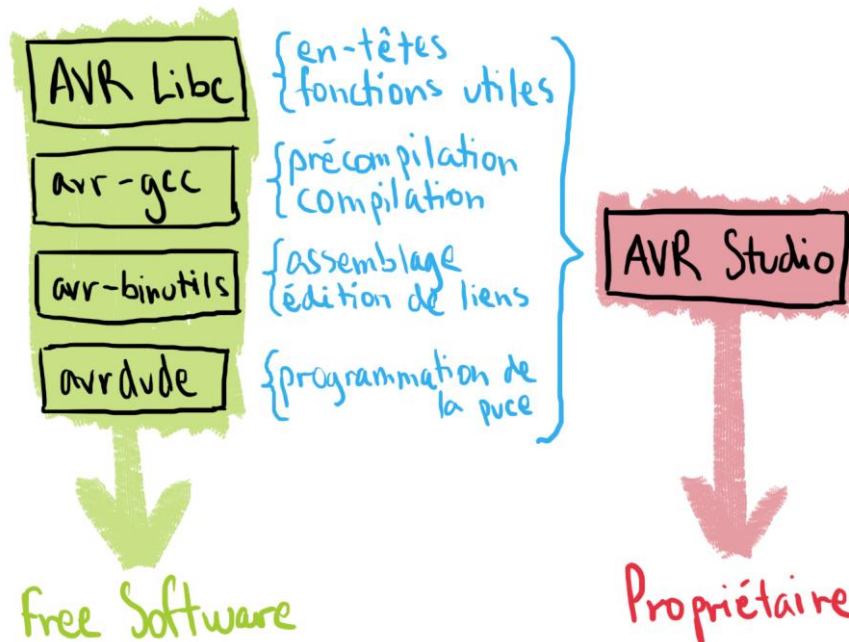 AVR Libc
en-têtes
fonctions utiles
avr-gcc
précompilation
compilation
avr-binutils
assemblage
édition de liens
avrdude
programmation de
la puce
AVR Studio
Free Software
Propriétaire